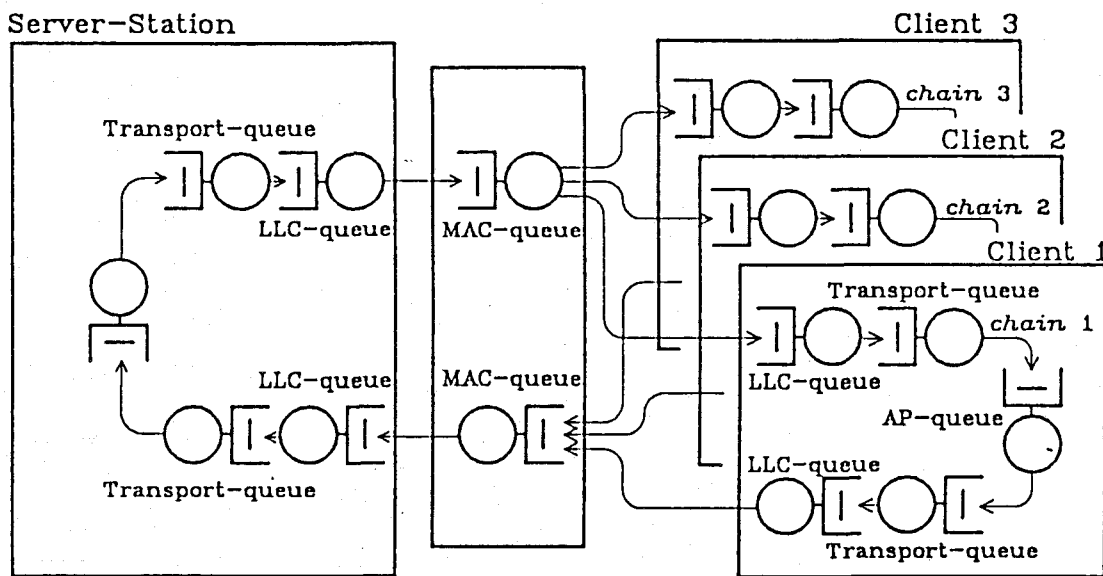 Server-Station
Client 3
chain 3
Transport-queue
Client 2
LLC-queue
MAC-queue
chain 2
Client 1
Transport-queue
chain 1
LLC-queue
MAC-queue
LLC-queue
AP-queue
LLC-queue
Transport-queue
Transport-queue